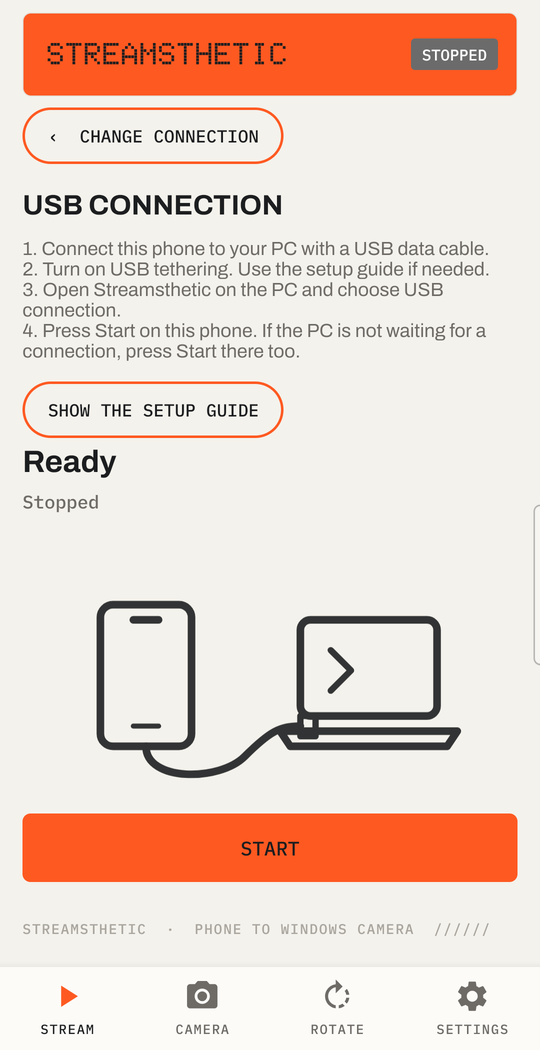 STREAMSTHETIC
STOPPED
‹ CHANGE CONNECTION
USB CONNECTION
1. Connect this phone to your PC with a USB data cable.
2. Turn on USB tethering. Use the setup guide if needed.
3. Open Streamsthetic on the PC and choose USB
connection.
4. Press Start on this phone. If the PC is not waiting for a
connection, press Start there too.
SHOW THE SETUP GUIDE
Ready
Stopped
START
STREAMSTHETIC · PHONE TO WINDOWS CAMERA //////
STREAM
CAMERA
ROTATE
SETTINGS